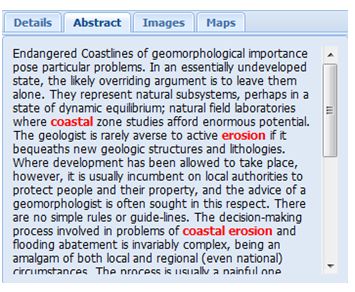 Details Abstract Images Maps
Endangered Coastlines of geomorphological importance
pose particular problems. In an essentially undeveloped
state, the likely overriding argument is to leave them
alone. They represent natural subsystems, perhaps in a
state of dynamic equilibrium; natural field laboratories
where coastal zone studies afford enormous potential.
The geologist is rarely averse to active erosion if it
bequeaths new geologic structures and lithologies.
Where development has been allowed to take place,
however, it is usually incumbent on local authorities to
protect people and their property, and the advice of a
geomorphologist is often sought in this respect. There
are no simple rules or guide-lines. The decision-making
process involved in problems of coastal erosion and
flooding abatement is invariably complex, being an
amalgam of both local and regional (even national)
circumstances. The process is usually a painful one